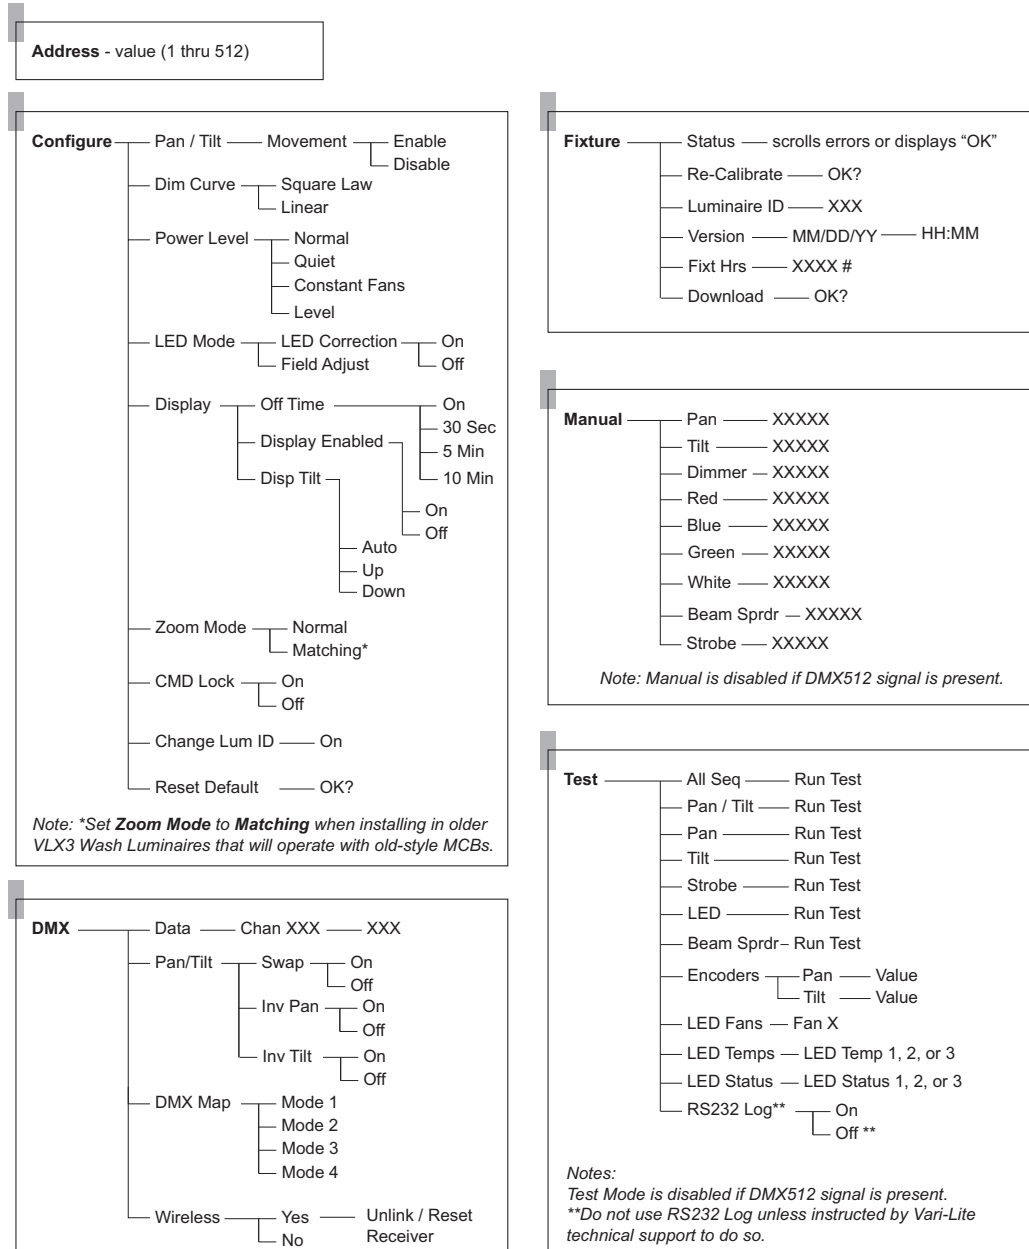 Address - value (1 thru 512)
Configure
Pan / Tilt
Movement
Enable
Disable
Dim Curve
Square Law
Linear
Power Level
Normal
Quiet
Constant Fans
Level
LED Mode
LED Correction
On
Off
Field Adjust
Display
Off Time
On
30 Sec
5 Min
10 Min
Display Enabled
On
Off
Disp Tilt
Auto
Up
Down
Zoom Mode
Normal
Matching*
CMD Lock
On
Off
Change Lum ID
On
Reset Default
OK?
Note: *Set Zoom Mode to Matching when installing in older
VLX3 Wash Luminaires that will operate with old-style MCBs.
DMX
Data
Chan XXX
XXX
Pan/Tilt
Swap
On
Off
Inv Pan
On
Off
Inv Tilt
On
Off
DMX Map
Mode 1
Mode 2
Mode 3
Mode 4
Wireless
Yes
Unlink / Reset
Receiver
No
Fixture
Status
scrolls errors or displays “OK”
Re-Calibrate
OK?
Luminaire ID
XXX
Version
MM/DD/YY
HH:MM
Fixt Hrs
XXXX #
Download
OK?
Manual
Pan
XXXXX
Tilt
XXXXX
Dimmer
XXXXX
Red
XXXXX
Blue
XXXXX
Green
XXXXX
White
XXXXX
Beam Sprdr
XXXXX
Strobe
XXXXX
Note: Manual is disabled if DMX512 signal is present.
Test
All Seq
Run Test
Pan / Tilt
Run Test
Pan
Run Test
Tilt
Run Test
Strobe
Run Test
LED
Run Test
Beam Sprdr
Run Test
Encoders
Pan
Value
Tilt
Value
LED Fans
Fan X
LED Temps
LED Temp 1, 2, or 3
LED Status
LED Status 1, 2, or 3
RS232 Log**
On
Off **
Notes:
Test Mode is disabled if DMX512 signal is present.
**Do not use RS232 Log unless instructed by Vari-Lite
technical support to do so.